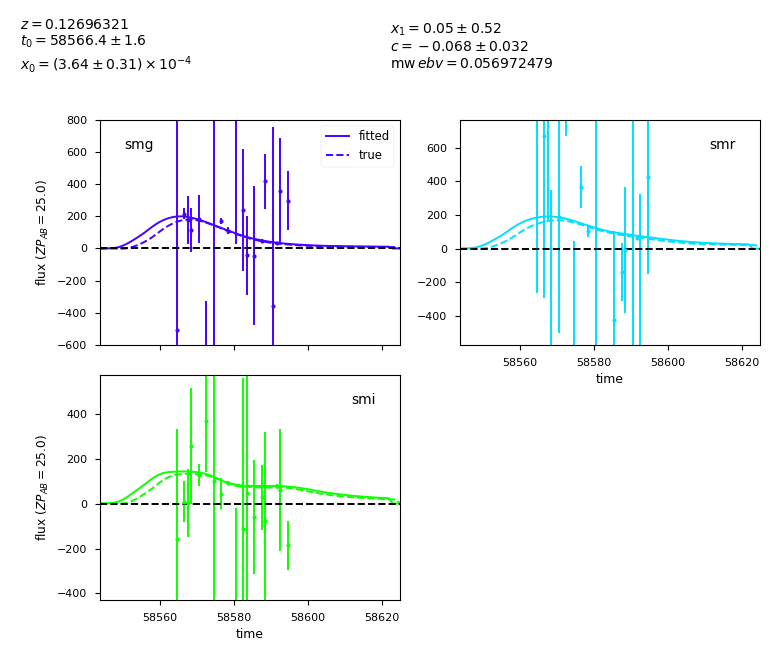 z = 0.12696321
t₀ = 58566.4 ± 1.6
x₀ = (3.64 ± 0.31) × 10⁻⁴
x₁ = 0.05 ± 0.52
c = −0.068 ± 0.032
mw ebv = 0.056972479
800
600
400
200
0
−200
−400
−600
flux (ZP_AB = 25.0)
smg
fitted
true
600
400
200
0
−200
−400
smr
58560 58580 58600 58620
time
400
200
0
−200
−400
flux (ZP_AB = 25.0)
smi
58560 58580 58600 58620
time